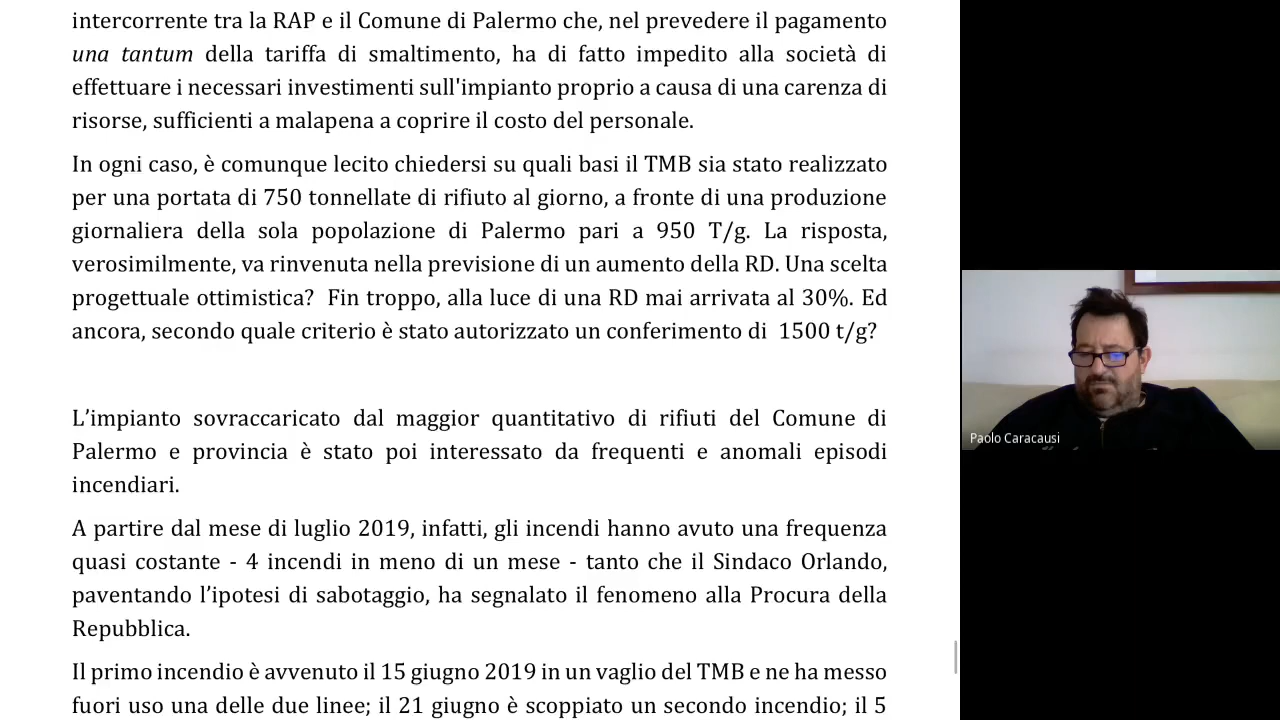 intercorrente tra la RAP e il Comune di Palermo che, nel prevedere il pagamento
una tantum della tariffa di smaltimento, ha di fatto impedito alla società di
effettuare i necessari investimenti sull'impianto proprio a causa di una carenza di
risorse, sufficienti a malapena a coprire il costo del personale.
In ogni caso, è comunque lecito chiedersi su quali basi il TMB sia stato realizzato
per una portata di 750 tonnellate di rifiuto al giorno, a fronte di una produzione
giornaliera della sola popolazione di Palermo pari a 950 T/g. La risposta,
verosimilmente, va rinvenuta nella previsione di un aumento della RD. Una scelta
progettuale ottimistica?  Fin troppo, alla luce di una RD mai arrivata al 30%. Ed
ancora, secondo quale criterio è stato autorizzato un conferimento di  1500 t/g?
L’impianto sovraccaricato dal maggior quantitativo di rifiuti del Comune di
Palermo e provincia è stato poi interessato da frequenti e anomali episodi
incendiari.
A partire dal mese di luglio 2019, infatti, gli incendi hanno avuto una frequenza
quasi costante - 4 incendi in meno di un mese - tanto che il Sindaco Orlando,
paventando l’ipotesi di sabotaggio, ha segnalato il fenomeno alla Procura della
Repubblica.
Il primo incendio è avvenuto il 15 giugno 2019 in un vaglio del TMB e ne ha messo
fuori uso una delle due linee; il 21 giugno è scoppiato un secondo incendio; il 5
Paolo Caracausi